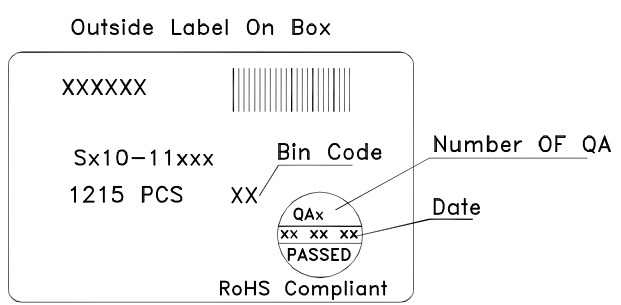 Outside Label On Box
XXXXXX
Sx10-11xxx
Bin Code
Number OF QA
1215 PCS
XX
QAx
Date
xx xx xx
PASSED
RoHS Compliant